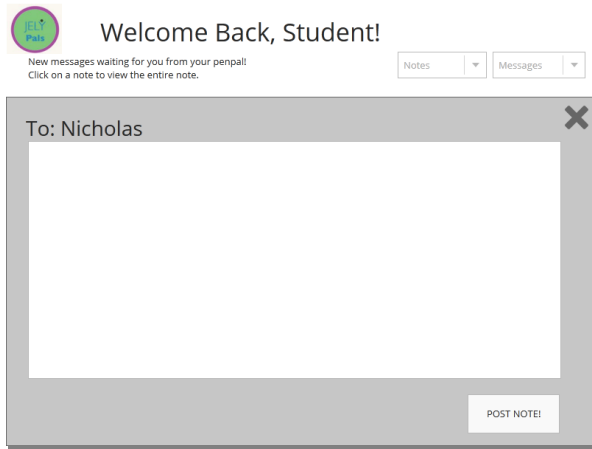 JELY
Pals
Welcome Back, Student!
New messages waiting for you from your penpal!
Click on a note to view the entire note.
Notes
Messages
To: Nicholas
POST NOTE!